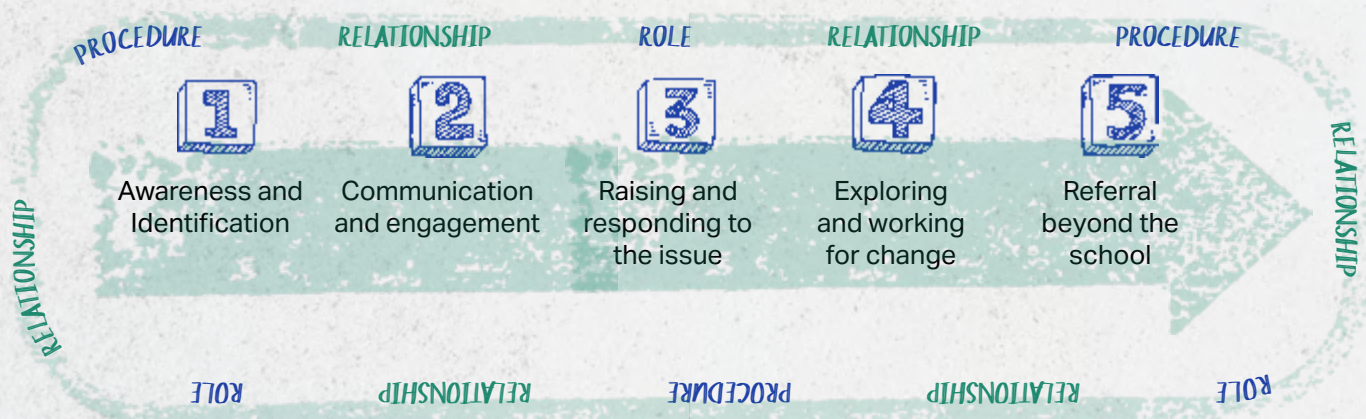 PROCEDURE RELATIONSHIP ROLE RELATIONSHIP PROCEDURE
1 2 3 4 5
Awareness and
Identification
Communication
and engagement
Raising and
responding to
the issue
Exploring
and working
for change
Referral
beyond the
school
RELATIONSHIP
ROLE
RELATIONSHIP
PROCEDURE
RELATIONSHIP
ROLE
RELATIONSHIP